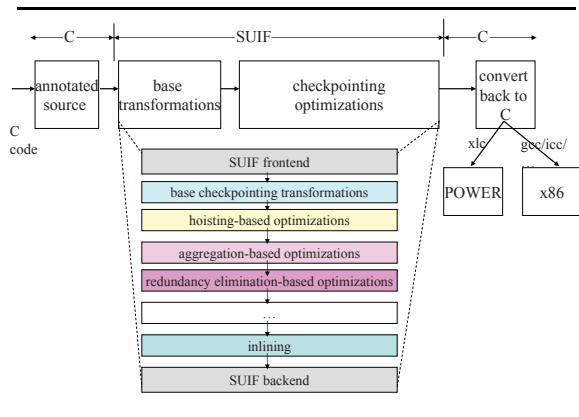 C
SUIF
C
annotated
source
base
transformations
checkpointing
optimizations
convert
back to
C
C
code
xlc
gcc/icc/
...
POWER
x86
SUIF frontend
base checkpointing transformations
hoisting-based optimizations
aggregation-based optimizations
redundancy elimination-based optimizations
...
inlining
SUIF backend